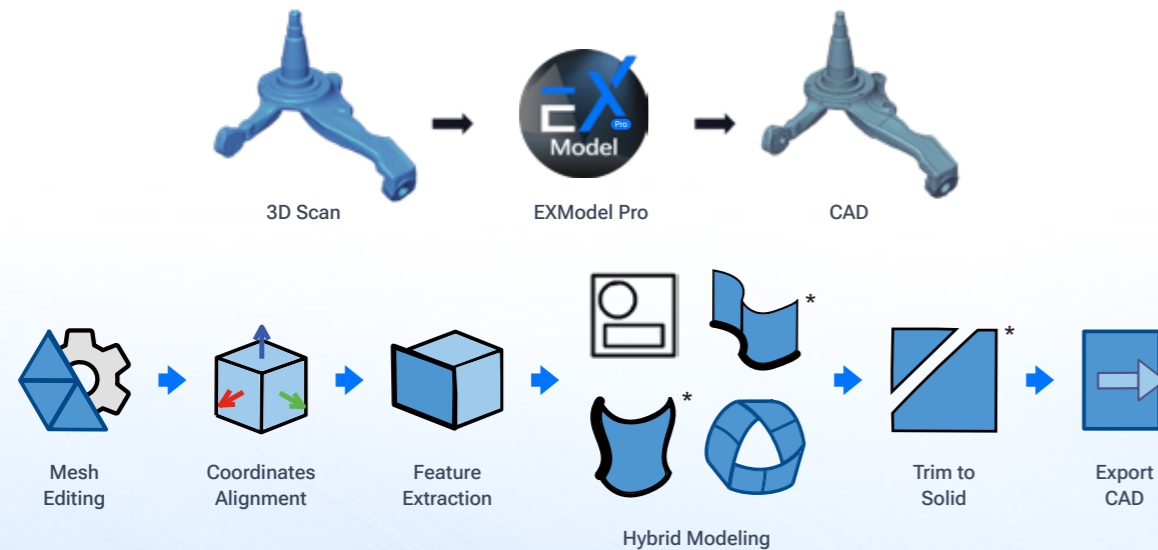 EX
Pro
Model
3D Scan
EXModel Pro
CAD
*
*
*
Mesh
Editing
Coordinates
Alignment
Feature
Extraction
Hybrid Modeling
Trim to
Solid
Export
CAD